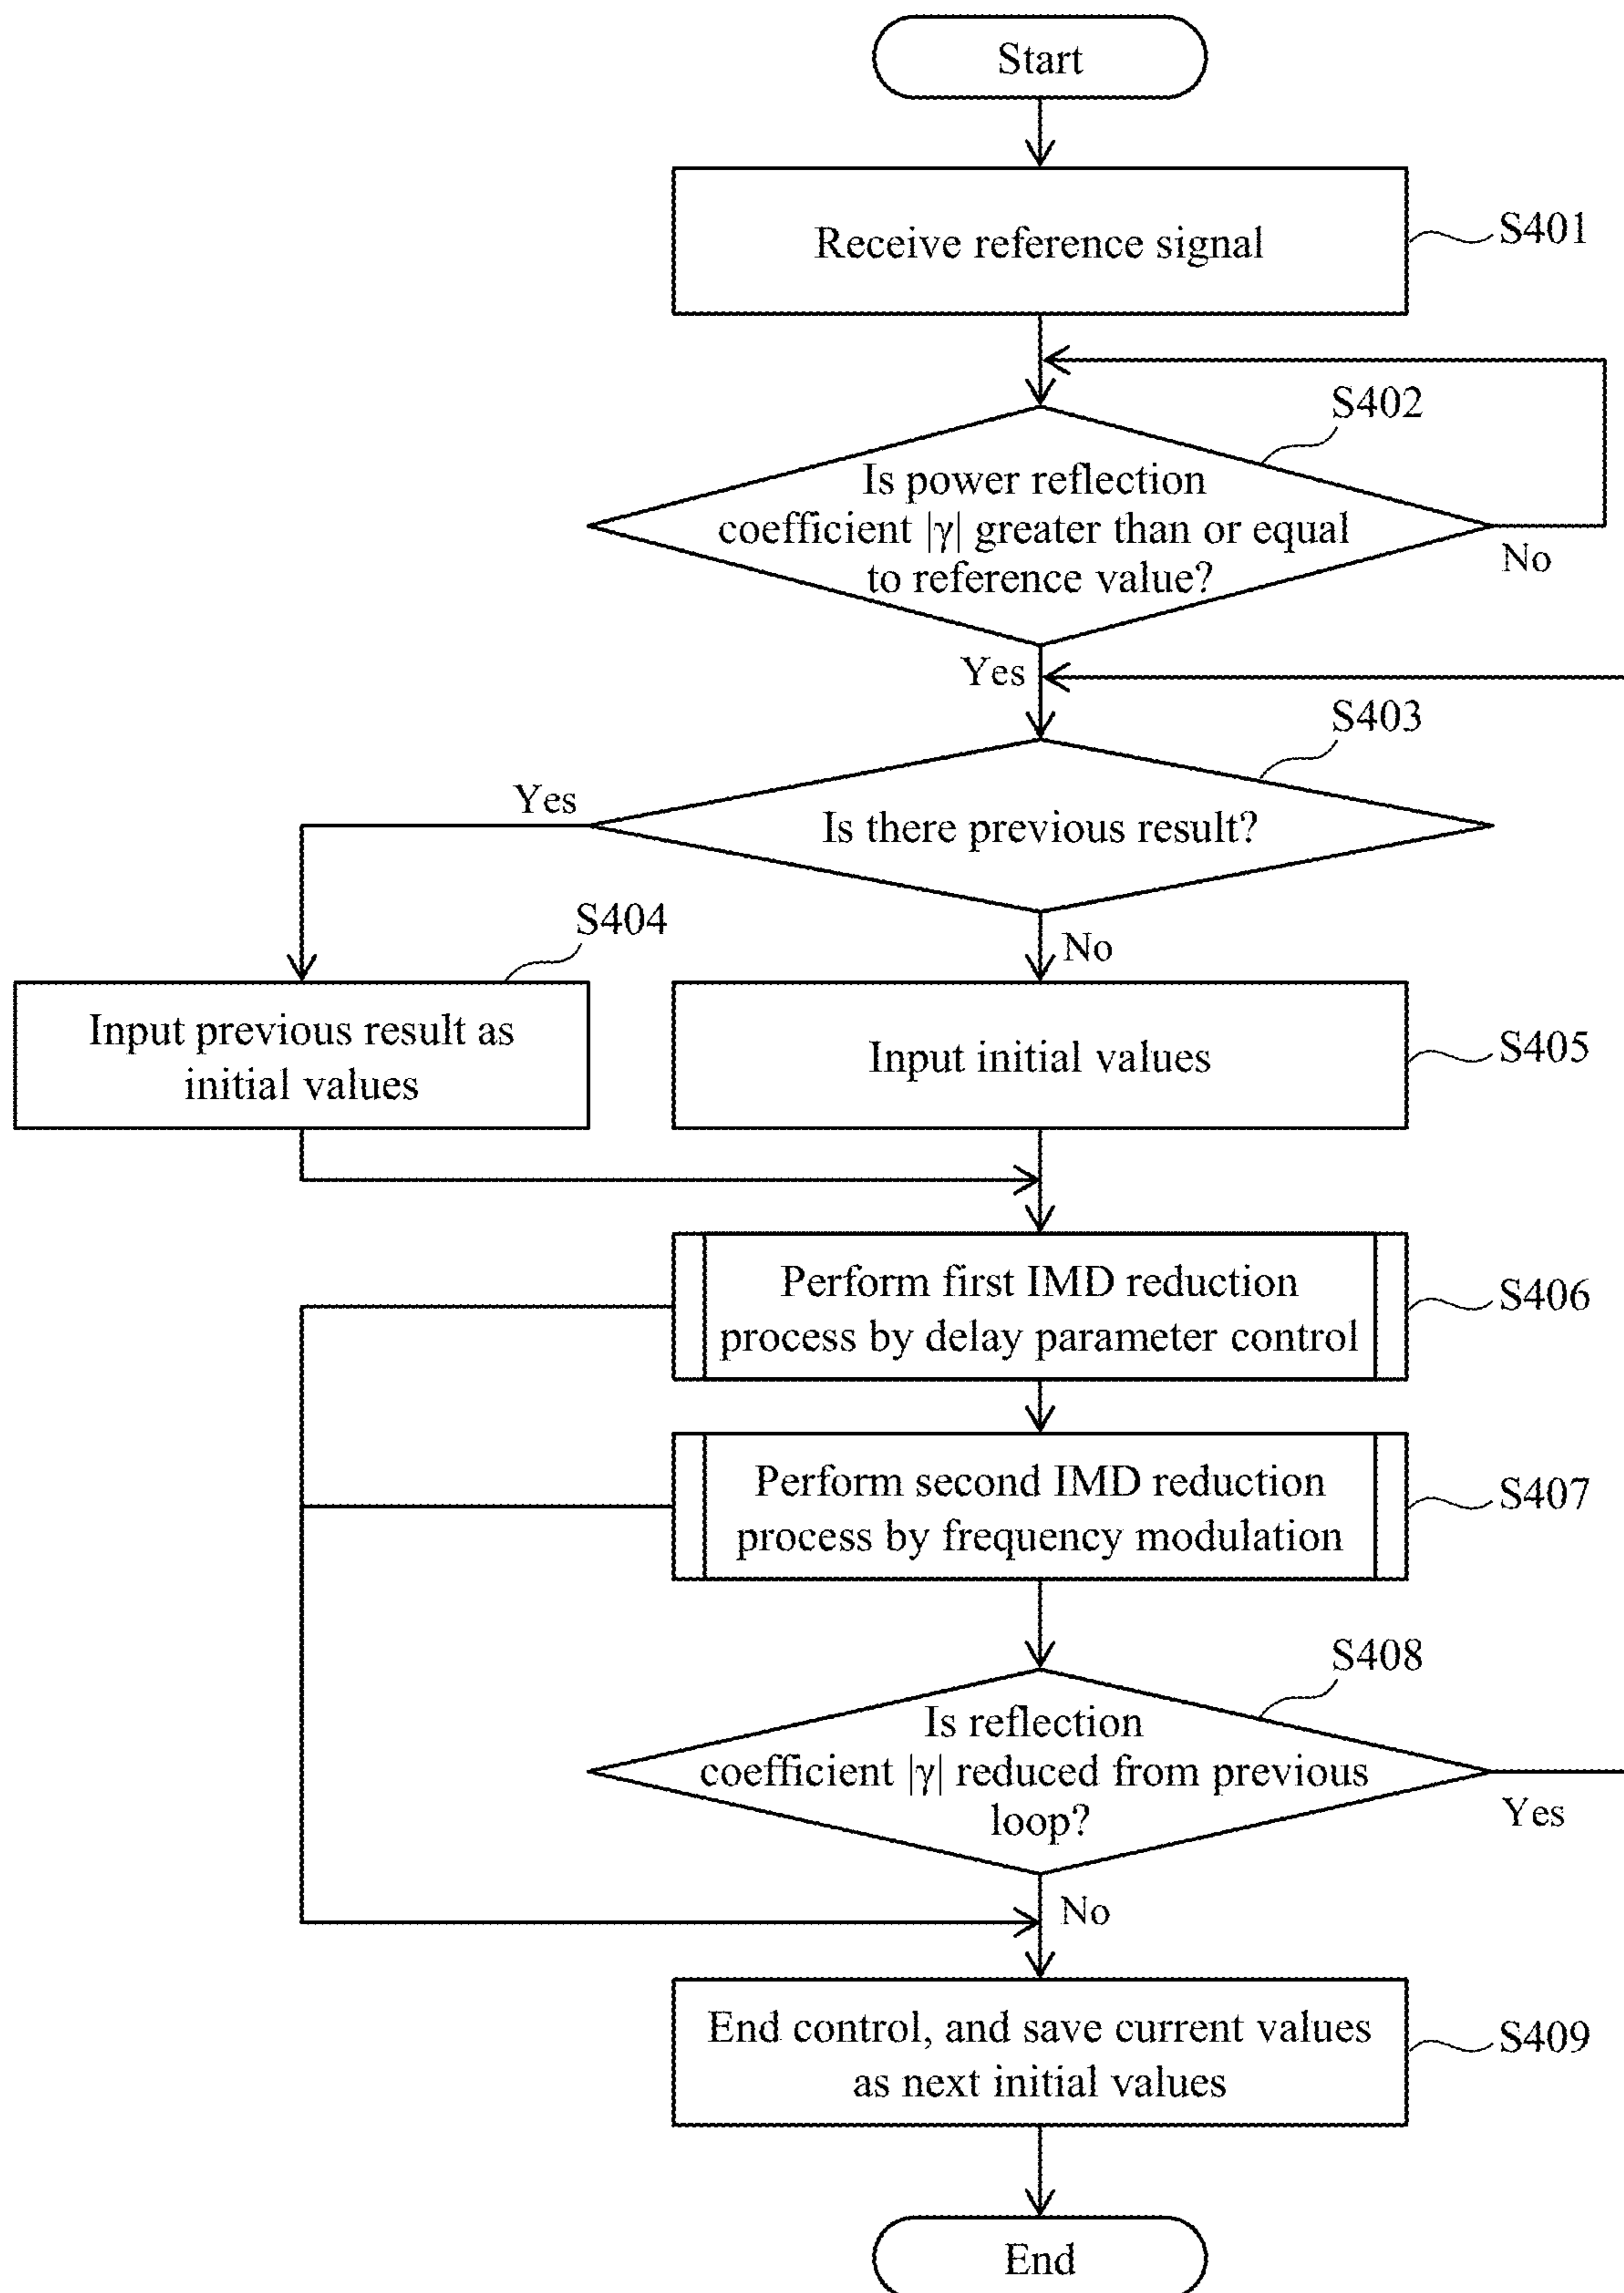 Start
Receive reference signal
S401
S402
Is power reflection
coefficient |γ| greater than or equal
to reference value?
No
Yes
S403
Is there previous result?
Yes
No
S404
Input previous result as
initial values
Input initial values
S405
Perform first IMD reduction
process by delay parameter control
S406
Perform second IMD reduction
process by frequency modulation
S407
S408
Is reflection
coefficient |γ| reduced from previous
loop?
Yes
No
End control, and save current values
as next initial values
S409
End